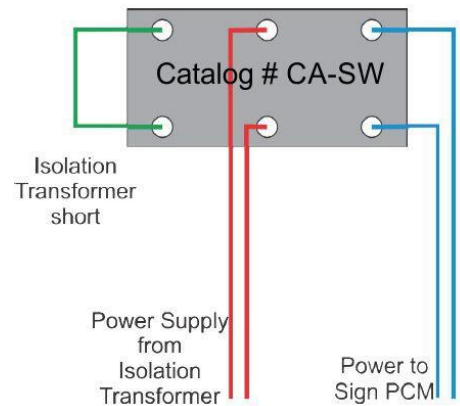 Catalog # CA-SW
Isolation
Transformer
short
Power Supply
from
Isolation
Transformer
Power to
Sign PCM